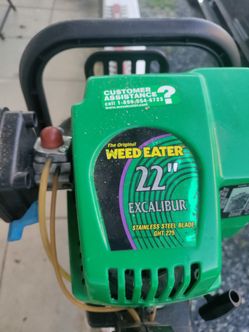 CUSTOMER
ASSISTANCE?
call 1-800-554-6723
The Original
WEED EATER
22"
EXCALIBUR
STAINLESS STEEL BLADE
GHT 225